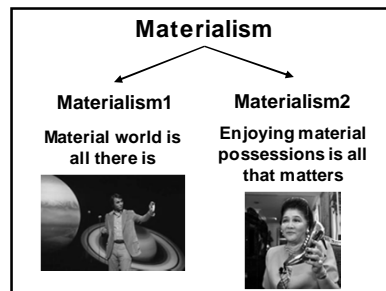 Materialism
Materialism1
Material world is
all there is
Materialism2
Enjoying material
possessions is all
that matters